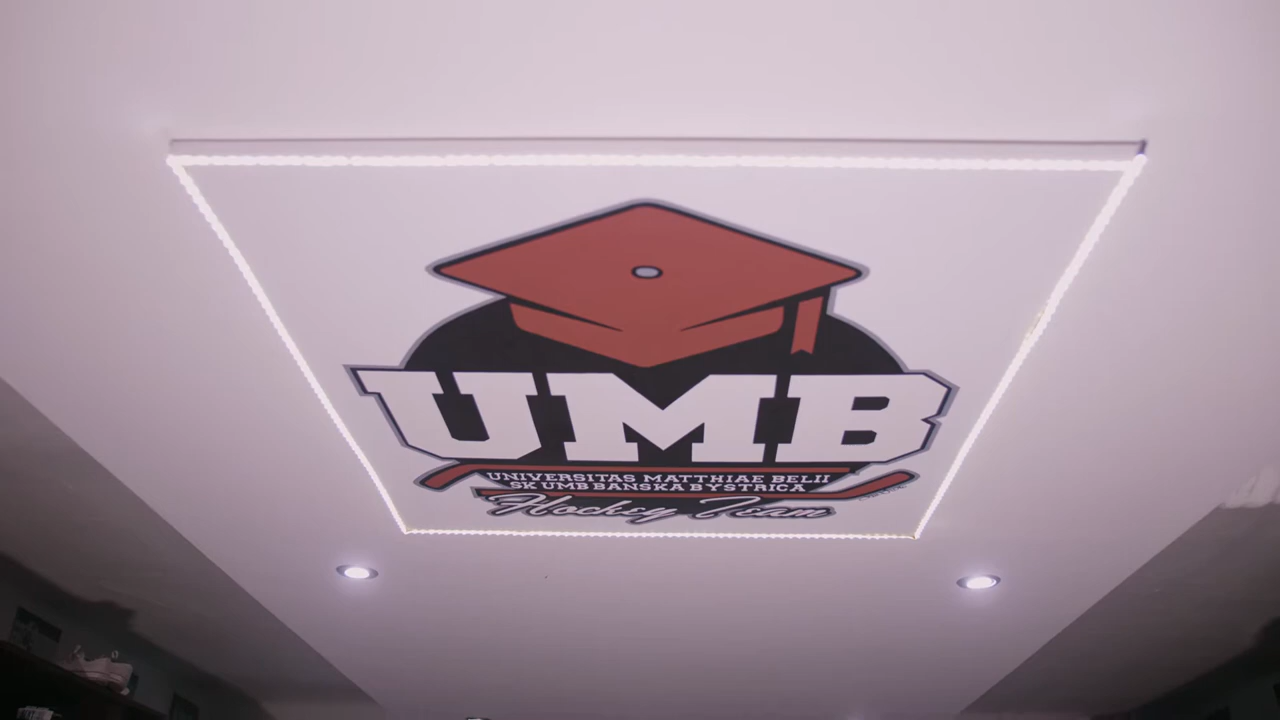 UMB
UNIVERSITAS MATTHIAE BELII
SK UMB BANSKA BYSTRICA
Hockey Team